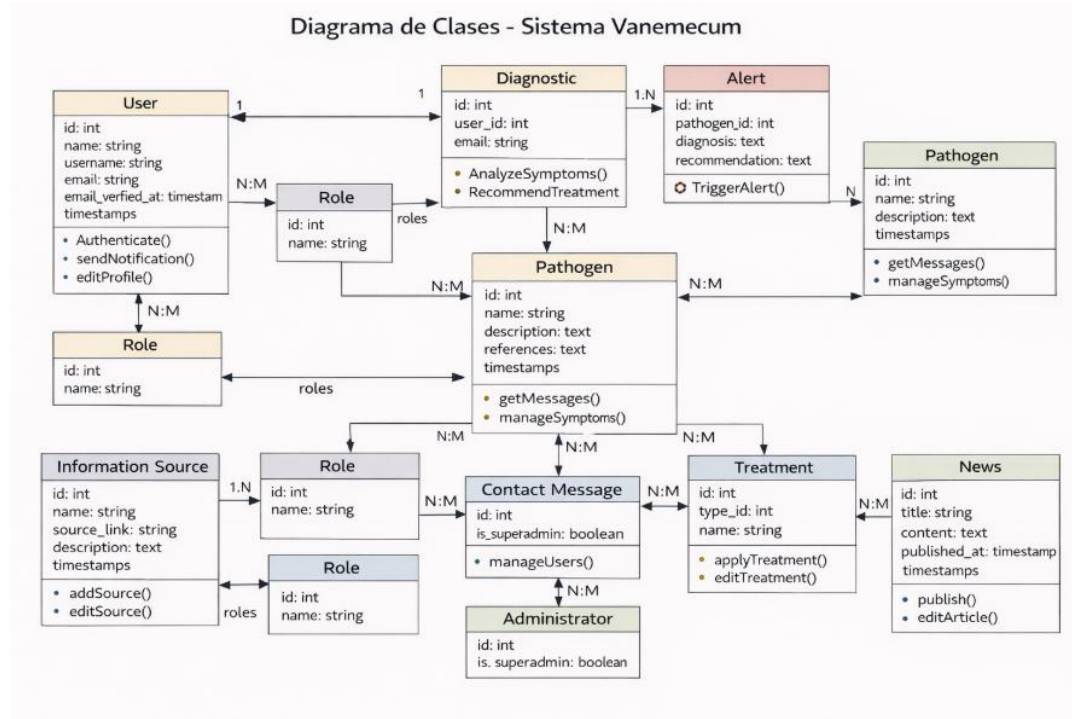 Diagrama de Clases - Sistema Vanemecum
User
id: int
name: string
username: string
email: string
email_verfied_at: timestam
timestamps
Authenticate()
sendNotification()
editProfile()
1
1
Diagnostic
id: int
user_id: int
email: string
AnalyzeSymptoms()
RecommendTreatment
1.N
Alert
id: int
pathogen_id: int
diagnosis: text
recommendation: text
TriggerAlert()
N
Pathogen
id: int
name: string
description: text
timestamps
getMessages()
manageSymptoms()
N:M
Role
id: int
name: string
roles
N:M
N:M
N:M
Pathogen
id: int
name: string
description: text
references: text
timestamps
getMessages()
manageSymptoms()
N:M
Role
id: int
name: string
roles
N:M
N:M
N:M
Information Source
id: int
name: string
source_link: string
description: text
timestamps
addSource()
editSource()
1.N
Role
id: int
name: string
N:M
Contact Message
id: int
is_superadmin: boolean
manageUsers()
N:M
Treatment
id: int
type_id: int
name: string
applyTreatment()
editTreatment()
N:M
News
id: int
title: string
content: text
published_at: timestamp
timestamps
publish()
editArticle()
roles
Role
id: int
name: string
N:M
Administrator
id: int
is. superadmin: boolean